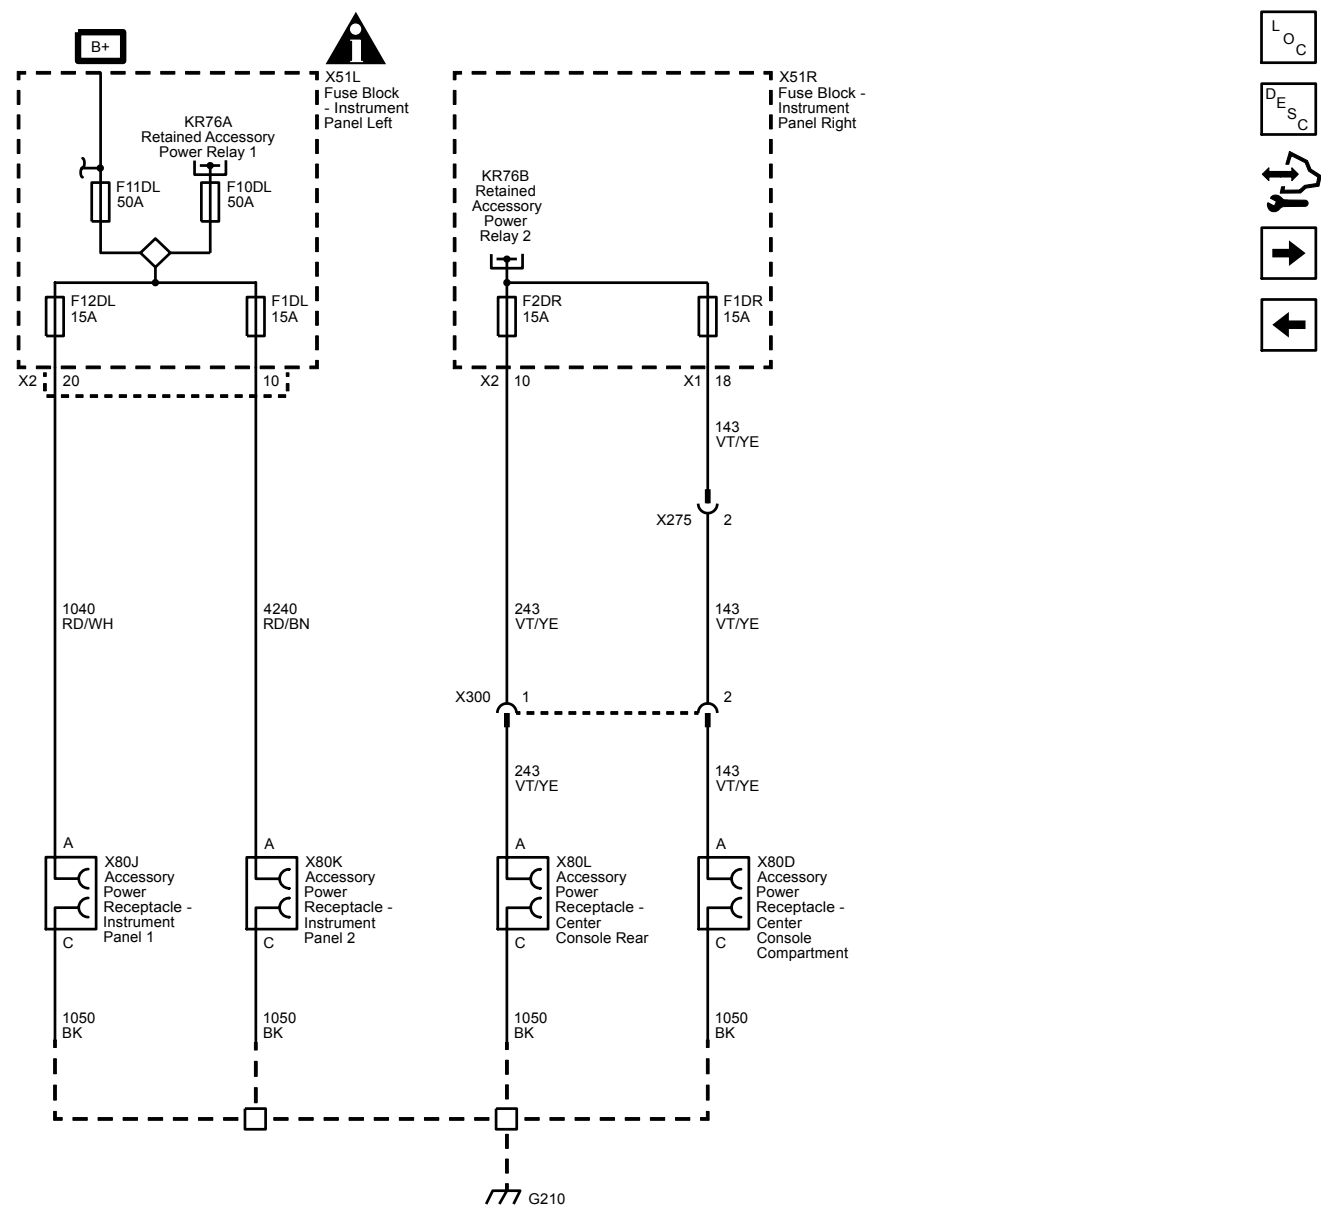 B+
X51L
Fuse Block
- Instrument
Panel Left
KR76A
Retained Accessory
Power Relay 1
F11DL
50A
F10DL
50A
F12DL
15A
F1DL
15A
X2
20
10
X51R
Fuse Block -
Instrument
Panel Right
KR76B
Retained
Accessory
Power
Relay 2
F2DR
15A
F1DR
15A
X2
10
X1
18
143
VT/YE
X275
2
1040
RD/WH
4240
RD/BN
243
VT/YE
143
VT/YE
X300
1
2
243
VT/YE
143
VT/YE
A
X80J
Accessory
Power
Receptacle -
Instrument
Panel 1
C
A
X80K
Accessory
Power
Receptacle -
Instrument
Panel 2
C
A
X80L
Accessory
Power
Receptacle -
Center
Console Rear
C
A
X80D
Accessory
Power
Receptacle -
Center
Console
Compartment
C
1050
BK
1050
BK
1050
BK
1050
BK
G210
LOC
DESC